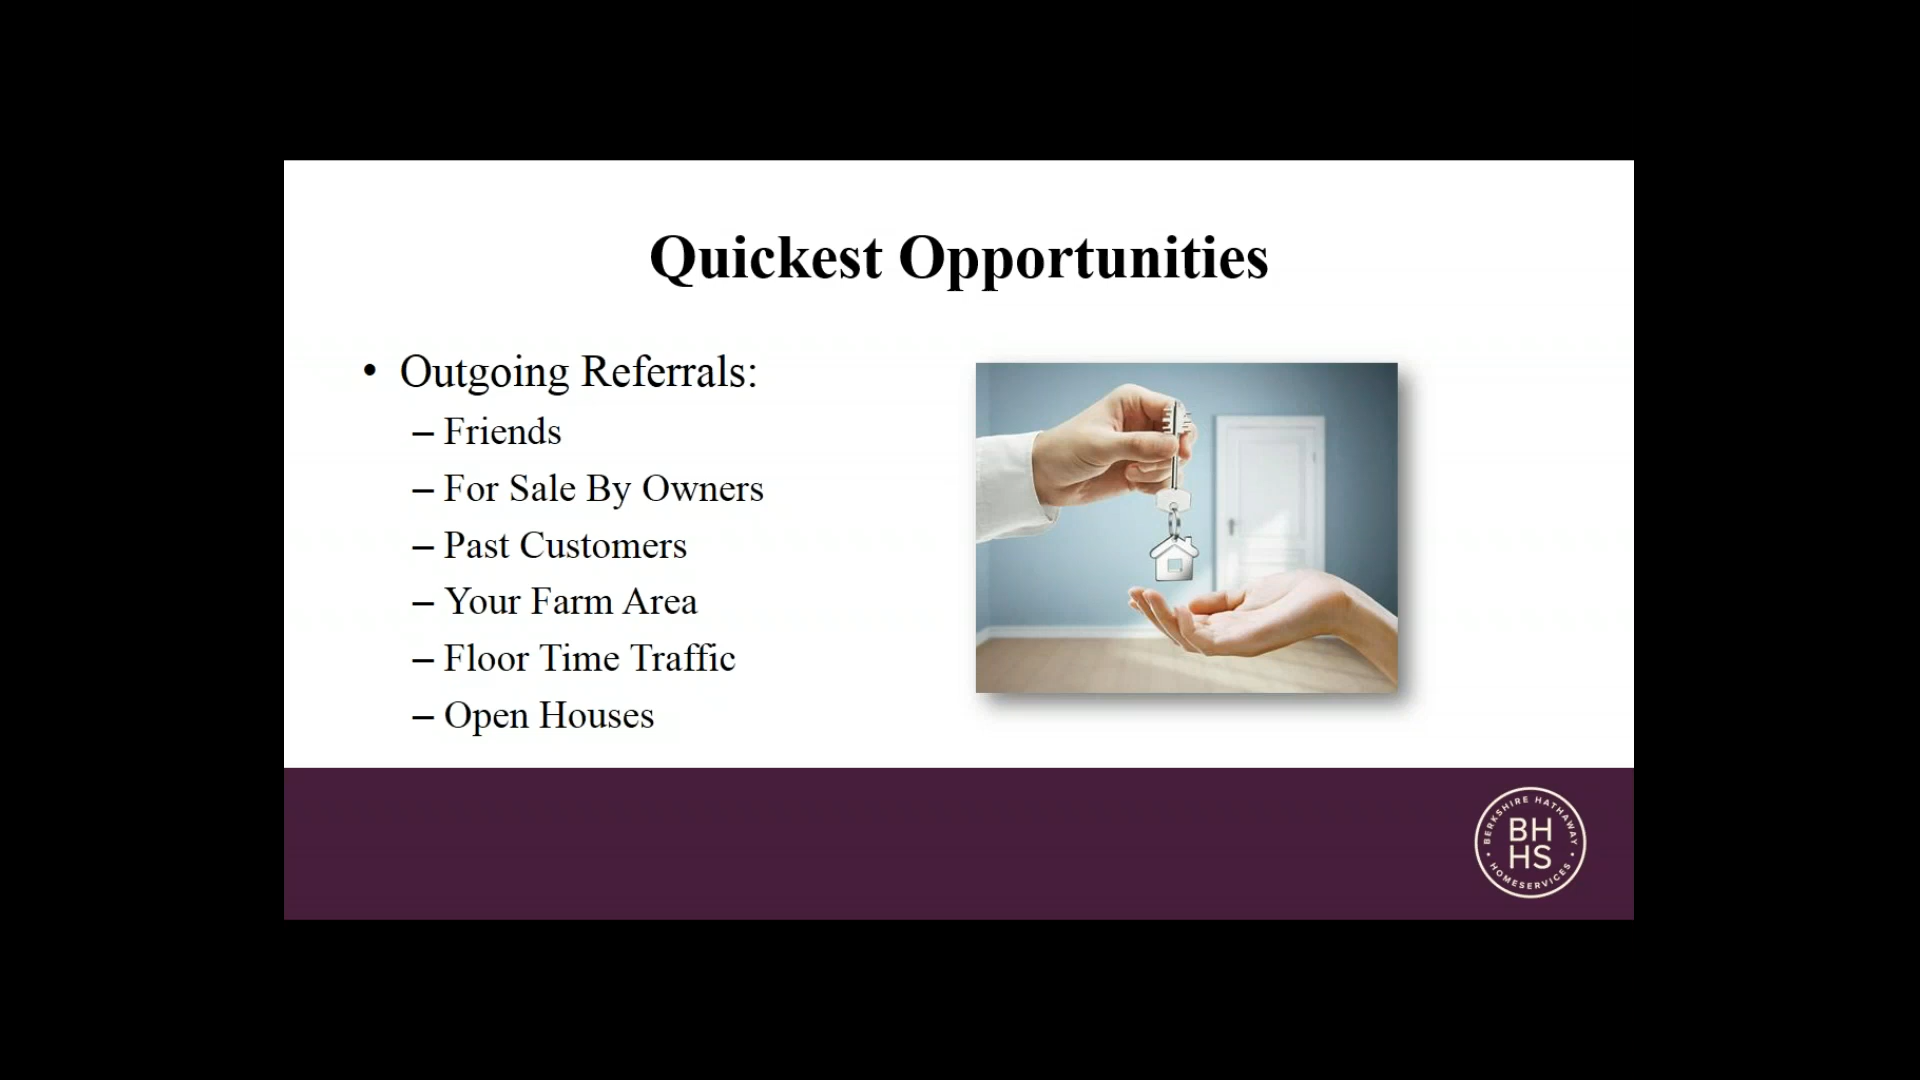 Quickest Opportunities
• Outgoing Referrals:
– Friends
– For Sale By Owners
– Past Customers
– Your Farm Area
– Floor Time Traffic
– Open Houses
BERKSHIRE HATHAWAY
BH
HS
HOMESERVICES